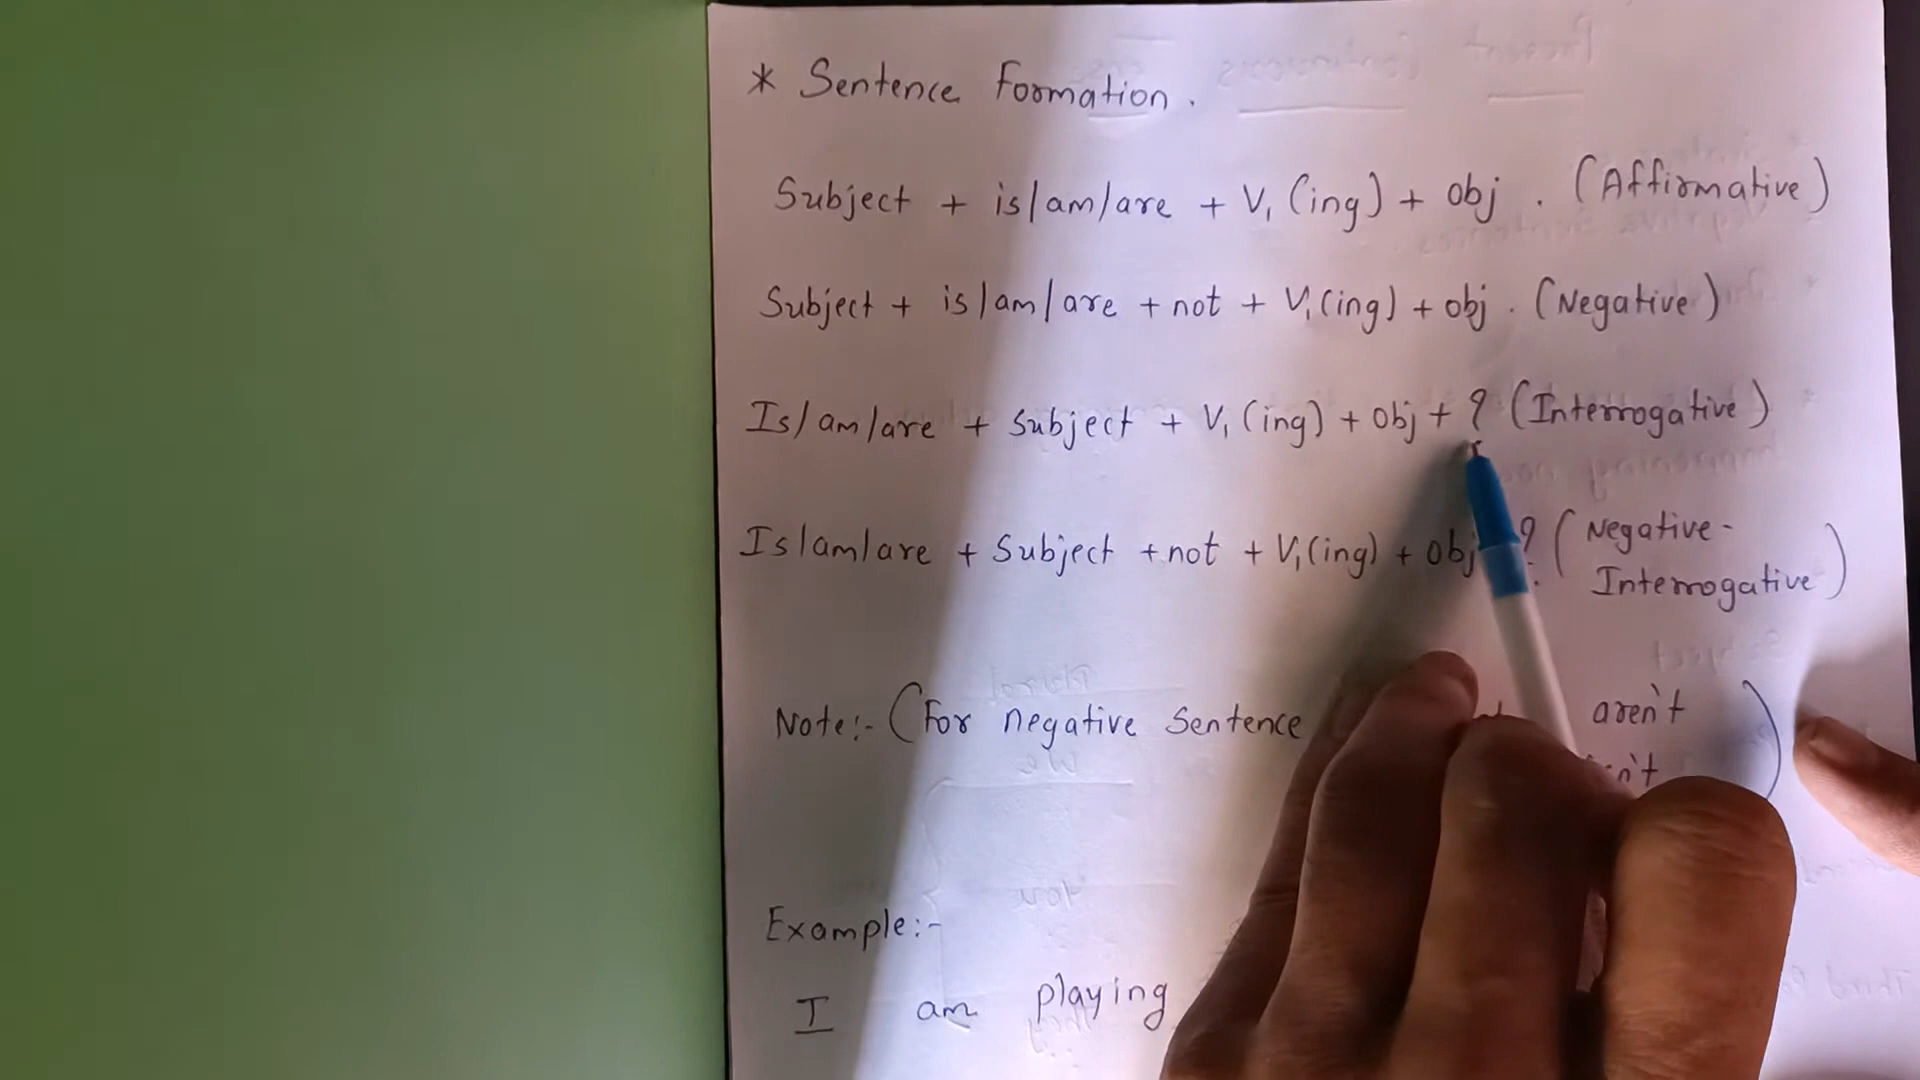 * Sentence Formation.
Subject + is/am/are + V₁ (ing) + Obj . (Affirmative)
Subject + is/am/are + not + V₁(ing) + obj . (Negative)
Is/am/are + Subject + V₁ (ing) + Obj + ? (Interrogative)
Is/am/are + Subject + not + V₁(ing) + Obj ? (Negative-
Interrogative)
Note:- (For negative Sentence aren't
Example:-
I am playing